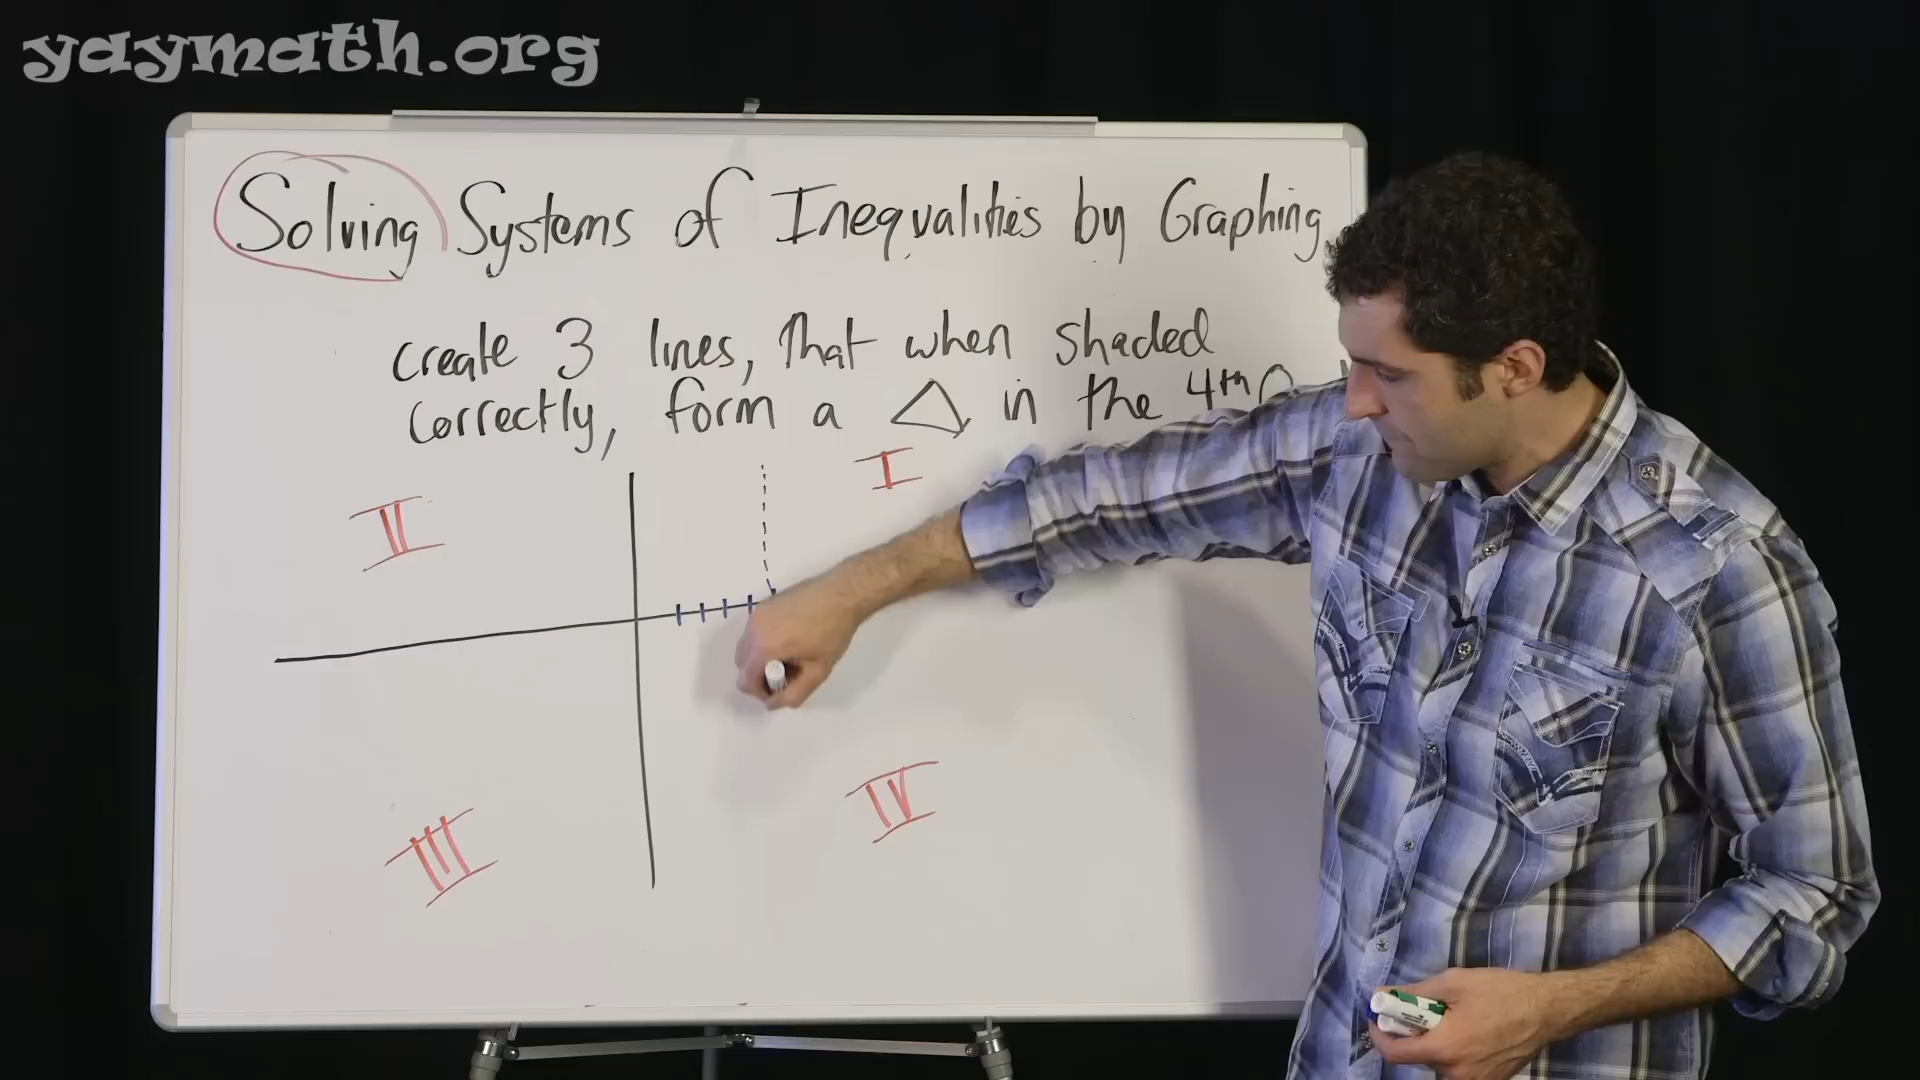 yaymath.org
Solving Systems of Inequalities by Graphing
create 3 lines, that when shaded
correctly, form a △ in the 4th
I
II
III
IV